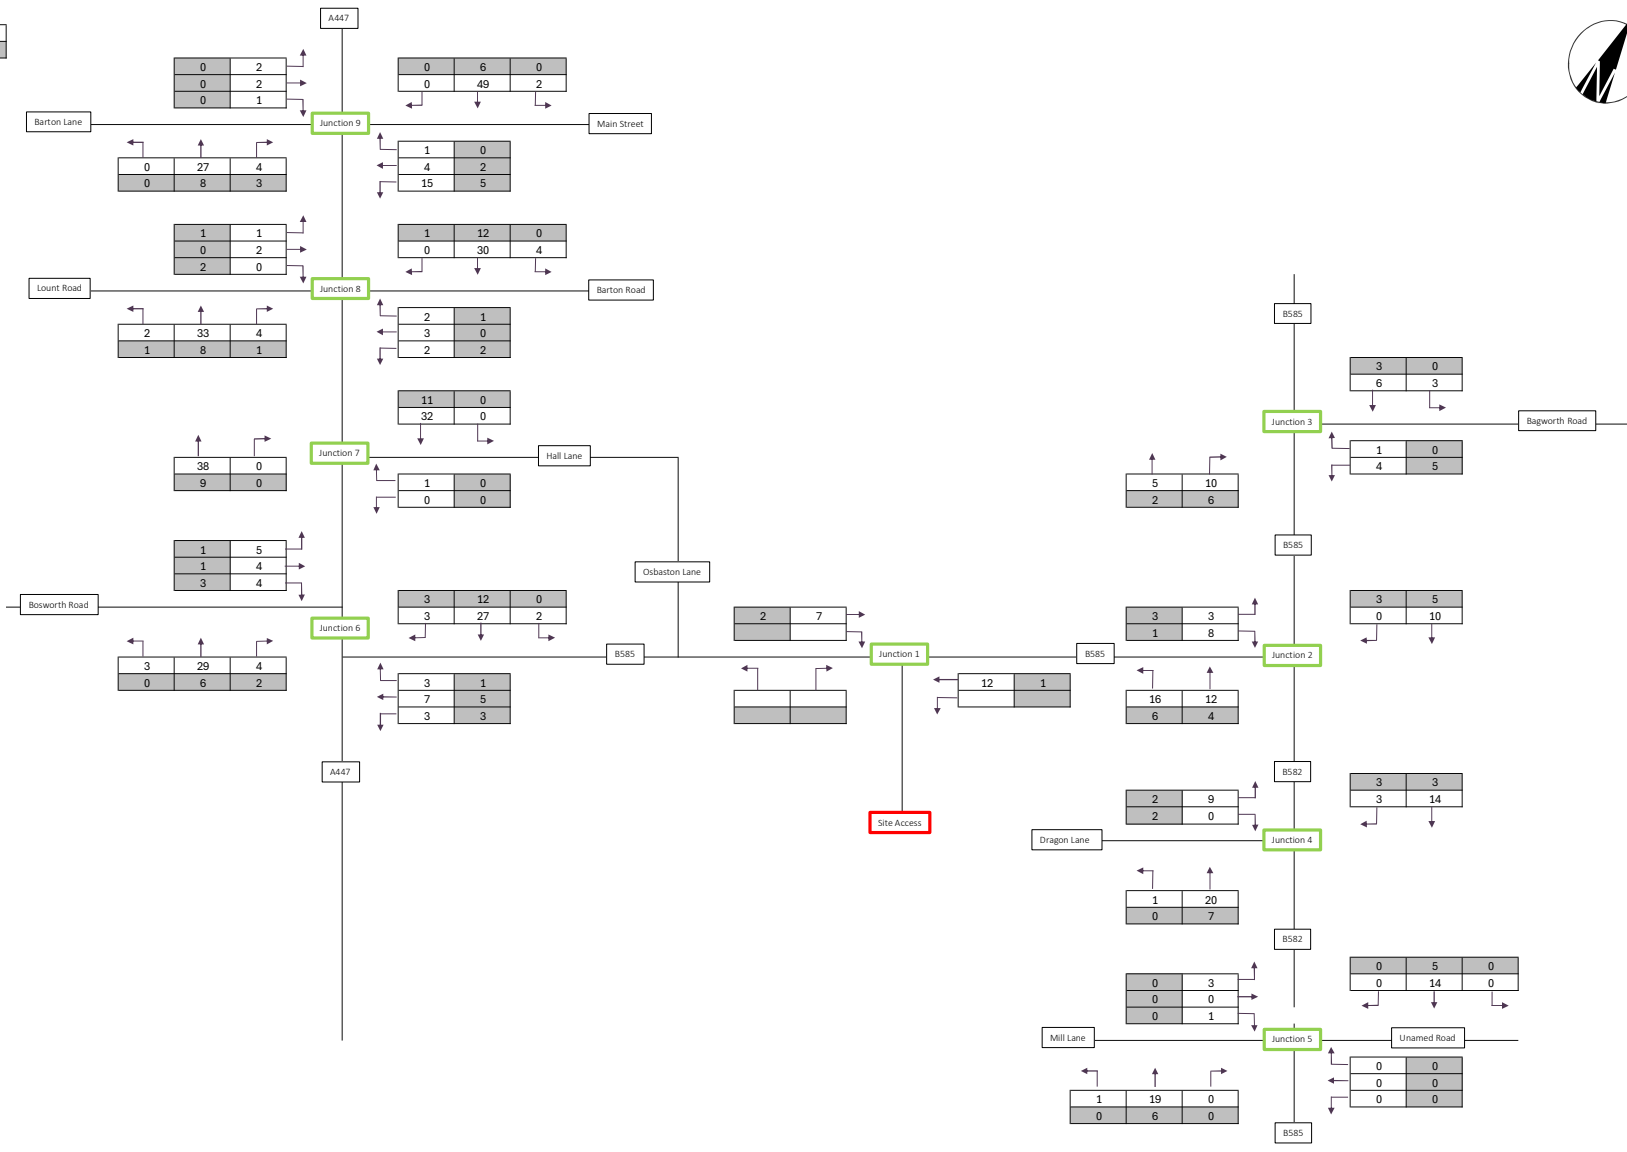 A447
0 2
0 2
0 1
0 6 0
0 49 2
Barton Lane
Junction 9
Main Street
0 27 4
0 8 3
1 0
4 2
15 5
1 1
0 2
2 0
1 12 0
0 30 4
Lount Road
Junction 8
Barton Road
2 33 4
1 8 1
2 1
3 0
2 2
B585
11 0
32 0
3 0
6 3
Junction 3
Bagworth Road
38 0
9 0
Junction 7
Hall Lane
1 0
0 0
1 0
4 5
5 10
2 6
B585
1 5
1 4
3 4
Osbaston Lane
Bosworth Road
3 12 0
3 27 2
Junction 6
2 7
3 3
1 8
3 5
0 10
3 29 4
0 6 2
B585
Junction 1
B585
Junction 2
3 1
7 5
3 3
12 1
16 12
6 4
A447
B582
2 9
2 0
3 3
3 14
Site Access
Dragon Lane
Junction 4
1 20
0 7
B582
0 3
0 0
0 1
0 5 0
0 14 0
Mill Lane
Junction 5
Unamed Road
1 19 0
0 6 0
0 0
0 0
0 0
B585